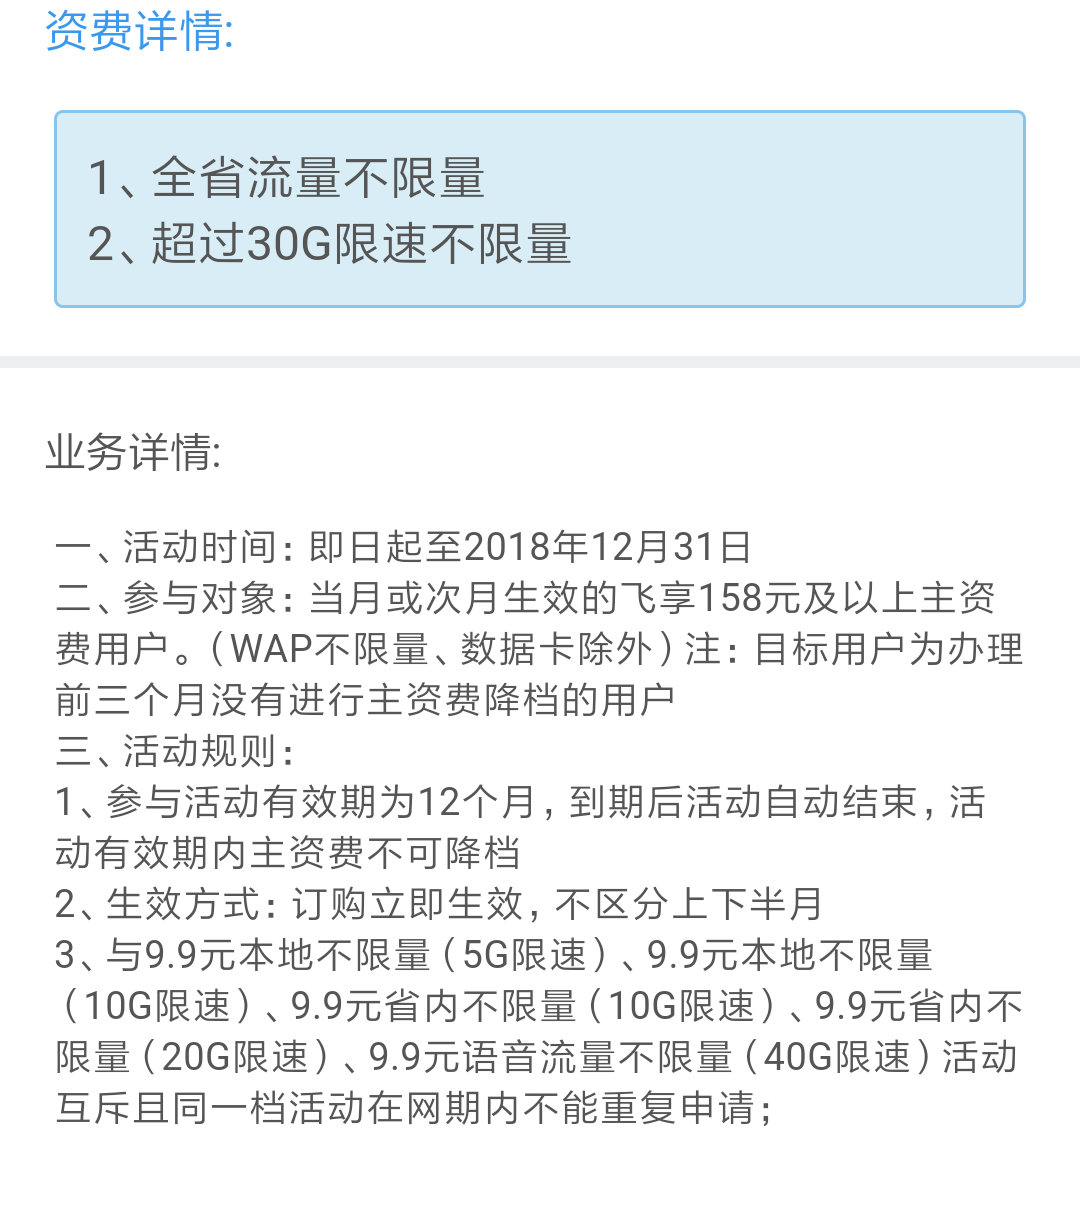 资费详情:
1、全省流量不限量
2、超过30G限速不限量
业务详情:
一、活动时间：即日起至2018年12月31日
二、参与对象：当月或次月生效的飞享158元及以上主资
费用户。（WAP不限量、数据卡除外）注：目标用户为办理
前三个月没有进行主资费降档的用户
三、活动规则：
1、参与活动有效期为12个月，到期后活动自动结束，活
动有效期内主资费不可降档
2、生效方式：订购立即生效，不区分上下半月
3、与9.9元本地不限量（5G限速）、9.9元本地不限量
（10G限速）、9.9元省内不限量（10G限速）、9.9元省内不
限量（20G限速）、9.9元语音流量不限量（40G限速）活动
互斥且同一档活动在网期内不能重复申请；